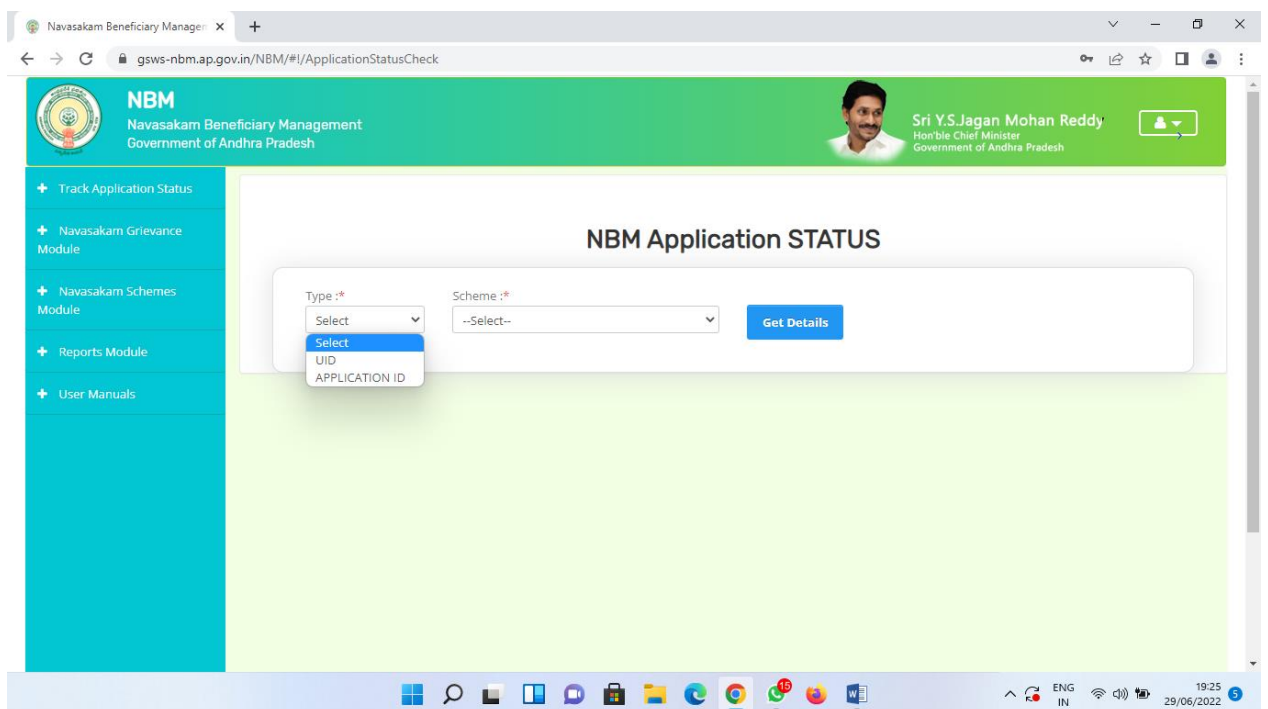 Navasakam Beneficiary Managen
gsws-nbm.ap.gov.in/NBM/#!/ApplicationStatusCheck
NBM
Navasakam Beneficiary Management
Government of Andhra Pradesh
Sri Y.S.Jagan Mohan Reddy
Hon'ble Chief Minister
Government of Andhra Pradesh
Track Application Status
Navasakam Grievance
Module
Navasakam Schemes
Module
Reports Module
User Manuals
NBM Application STATUS
Type :* Scheme :*
Select --Select-- Get Details
Select
UID
APPLICATION ID
15
ENG
IN
19:25
29/06/2022
5